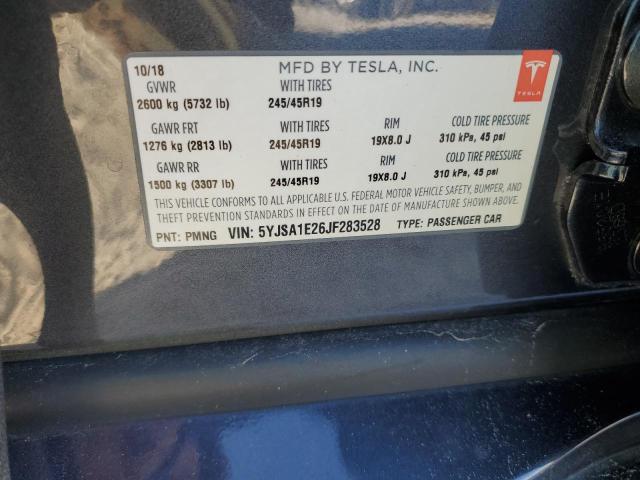 10/18 MFD BY TESLA, INC.
GVWR WITH TIRES
2600 kg (5732 lb) 245/45R19
TESLA
GAWR FRT WITH TIRES RIM COLD TIRE PRESSURE
1276 kg (2813 lb) 245/45R19 19X8.0 J 310 kPa, 45 psi
GAWR RR WITH TIRES RIM COLD TIRE PRESSURE
1500 kg (3307 lb) 245/45R19 19X8.0 J 310 kPa, 45 psi
THIS VEHICLE CONFORMS TO ALL APPLICABLE U.S. FEDERAL MOTOR VEHICLE SAFETY, BUMPER, AND
THEFT PREVENTION STANDARDS IN EFFECT ON THE DATE OF MANUFACTURE SHOWN ABOVE.
PNT: PMNG VIN: 5YJSA1E26JF283528 TYPE: PASSENGER CAR